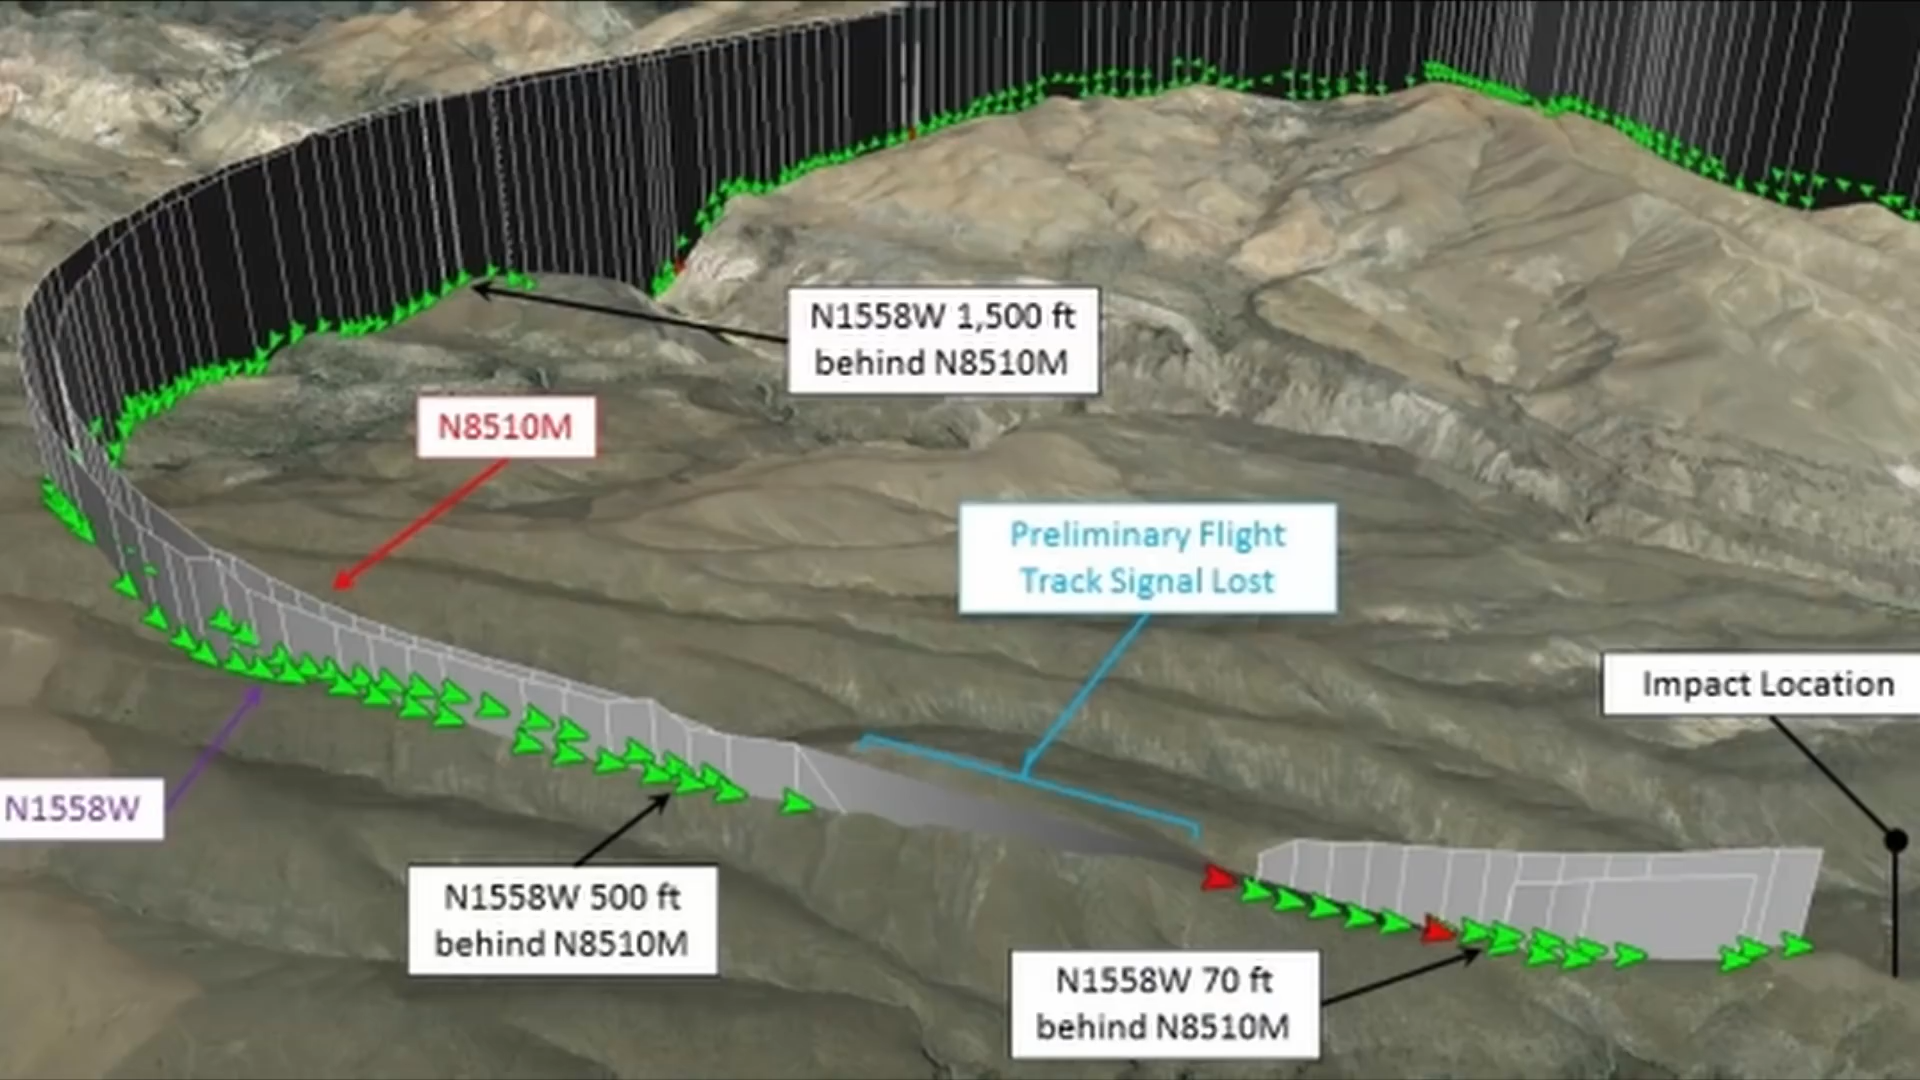 N1558W 1,500 ft
behind N8510M
N8510M
Preliminary Flight
Track Signal Lost
Impact Location
N1558W
N1558W 500 ft
behind N8510M
N1558W 70 ft
behind N8510M